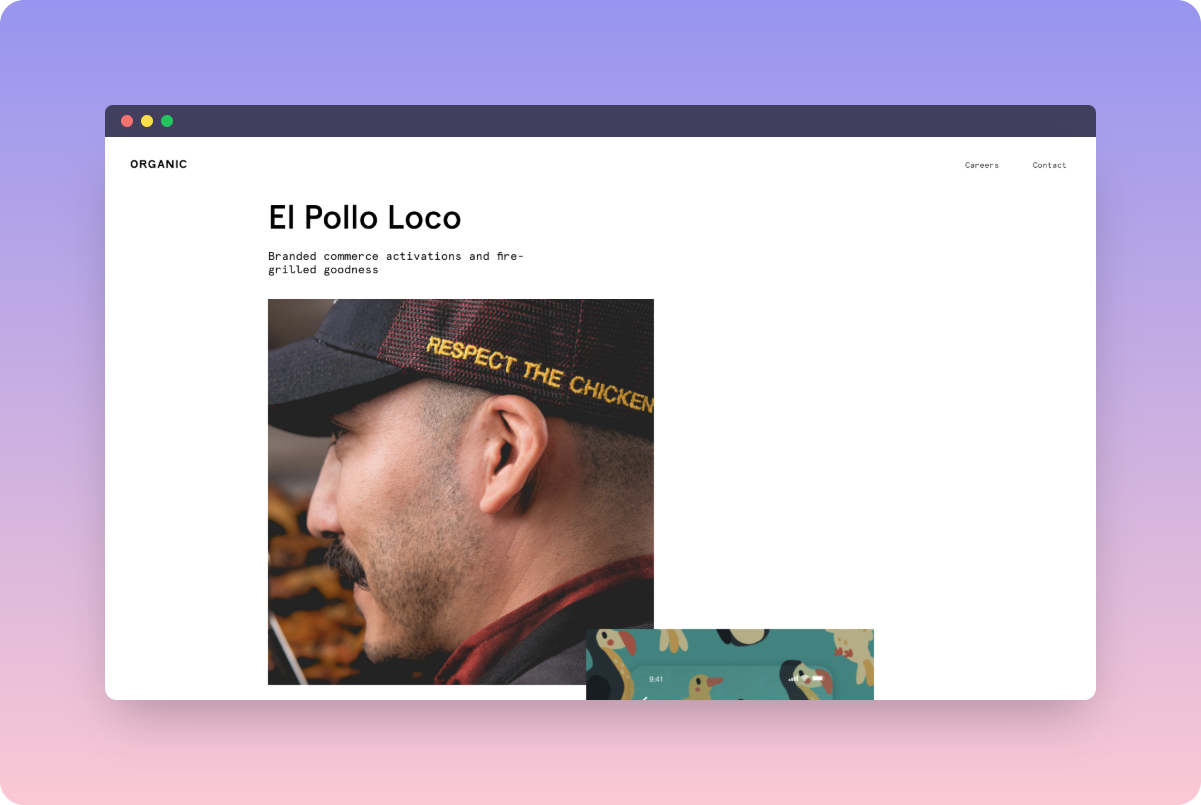 ORGANIC
Careers
Contact
El Pollo Loco
Branded commerce activations and fire-
grilled goodness
RESPECT THE CHICKEN
9:41